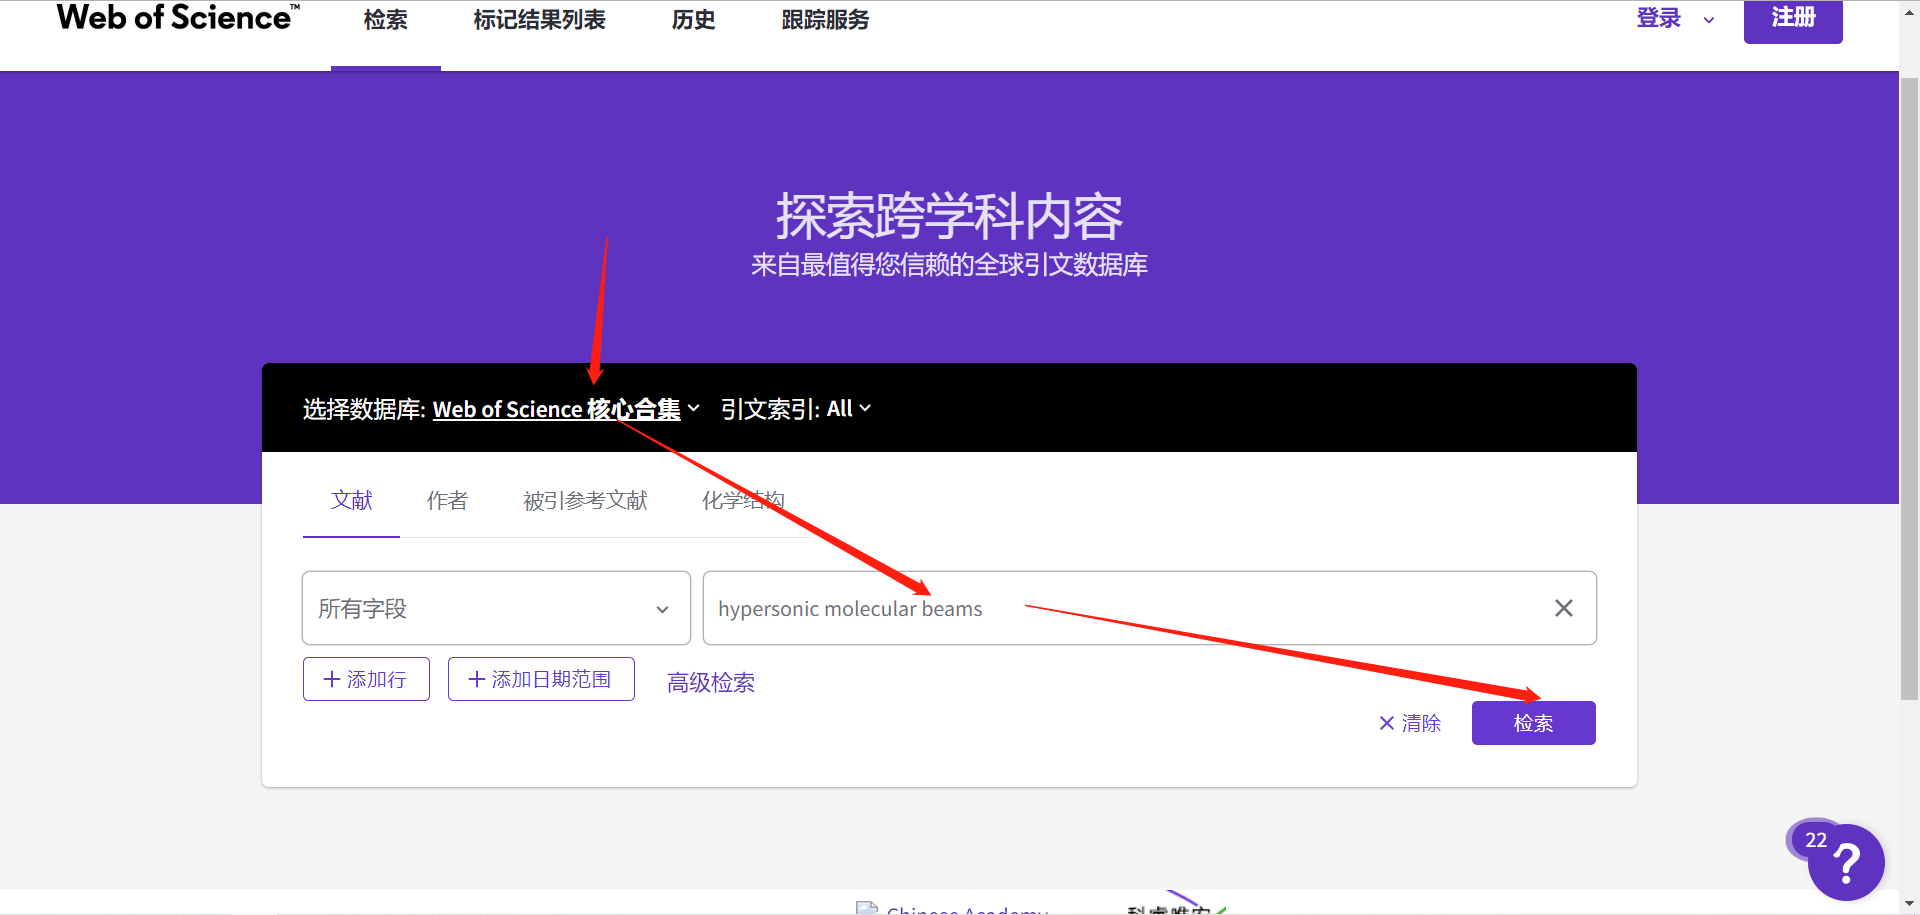 Web of Science™ 检索 标记结果列表 历史 跟踪服务 登录 注册
探索跨学科内容
来自最值得您信赖的全球引文数据库
选择数据库: Web of Science 核心合集 引文索引: All
文献 作者 被引参考文献 化学结构
所有字段 hypersonic molecular beams
+ 添加行 + 添加日期范围 高级检索
× 清除 检索
22
?
Chinese Academy 科睿唯安